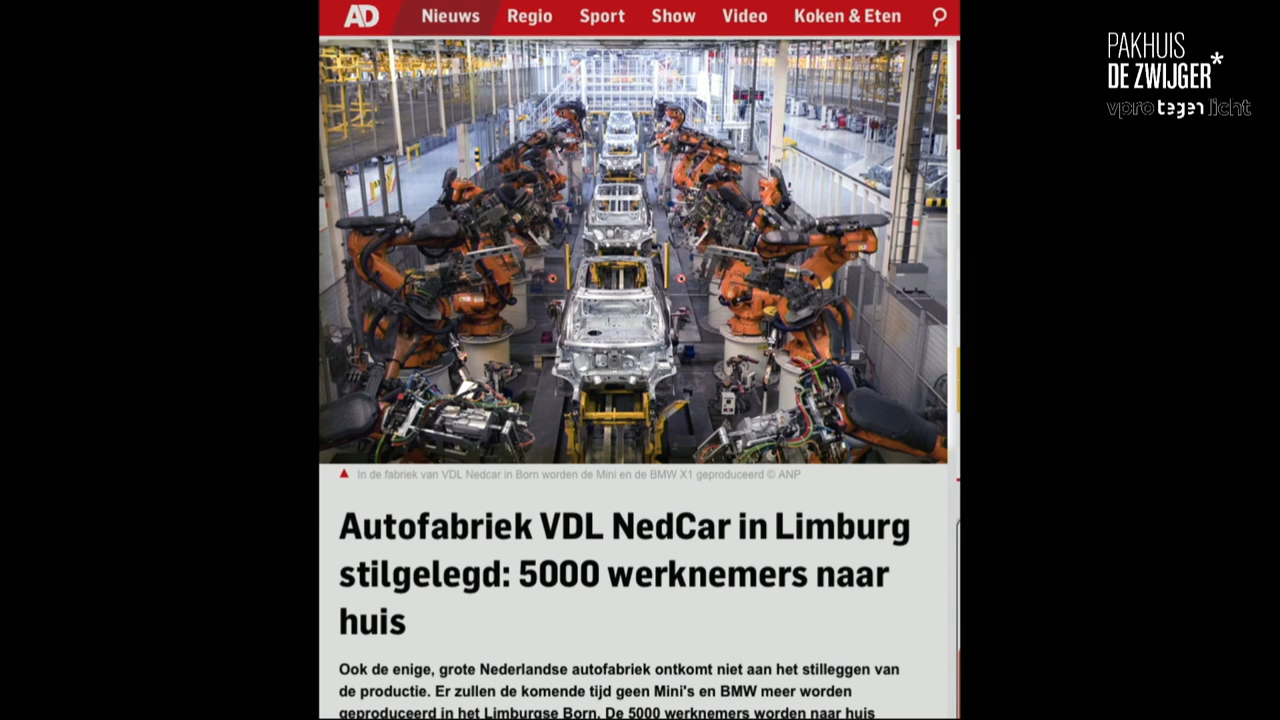 AD Nieuws Regio Sport Show Video Koken & Eten
PAKHUIS
DE ZWIJGER*
vpro tegen licht
In de fabriek van VDL Nedcar in Born worden de Mini en de BMW X1 geproduceerd © ANP
Autofabriek VDL NedCar in Limburg
stilgelegd: 5000 werknemers naar
huis
Ook de enige, grote Nederlandse autofabriek ontkomt niet aan het stilleggen van
de productie. Er zullen de komende tijd geen Mini's en BMW meer worden
geproduceerd in het Limburgse Born. De 5000 werknemers worden naar huis